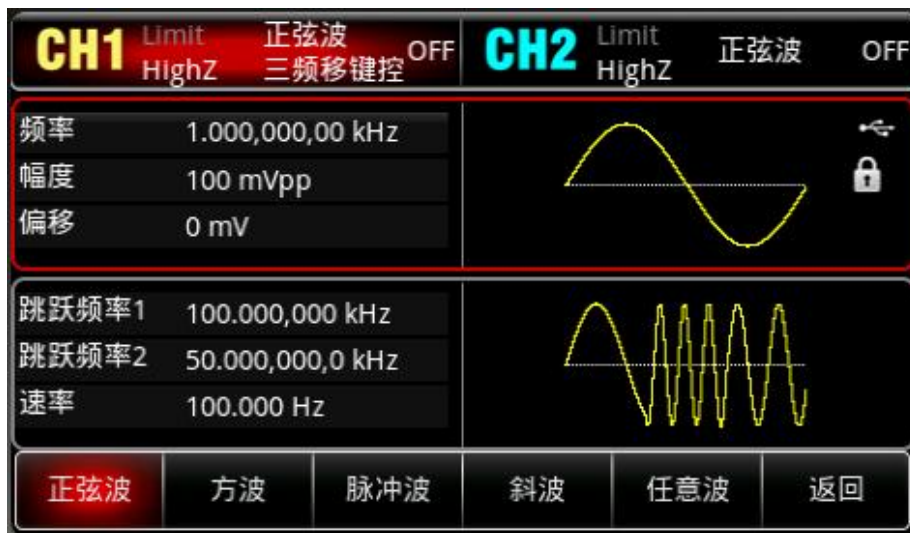 CH1 Limit 正弦波 OFF CH2 Limit 正弦波 OFF
HighZ 三频移键控 HighZ
频率 1.000,000,00 kHz
幅度 100 mVpp
偏移 0 mV
跳跃频率1 100.000,000 kHz
跳跃频率2 50.000,000,0 kHz
速率 100.000 Hz
正弦波 方波 脉冲波 斜波 任意波 返回